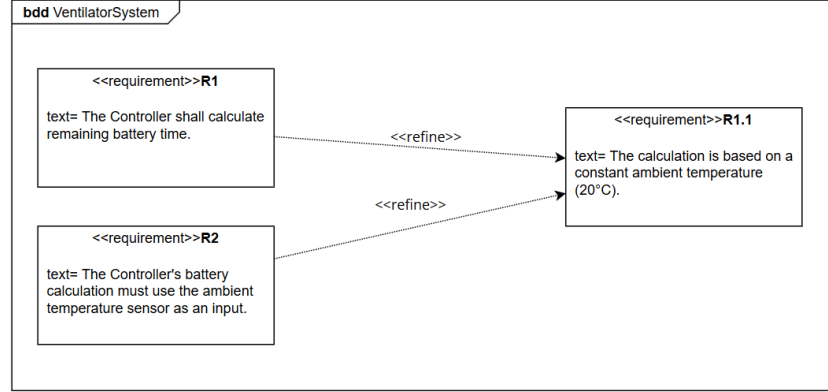 bdd VentilatorSystem
<<requirement>>R1
text= The Controller shall calculate
remaining battery time.
<<refine>>
<<requirement>>R1.1
text= The calculation is based on a
constant ambient temperature
(20°C).
<<refine>>
<<requirement>>R2
text= The Controller's battery
calculation must use the ambient
temperature sensor as an input.